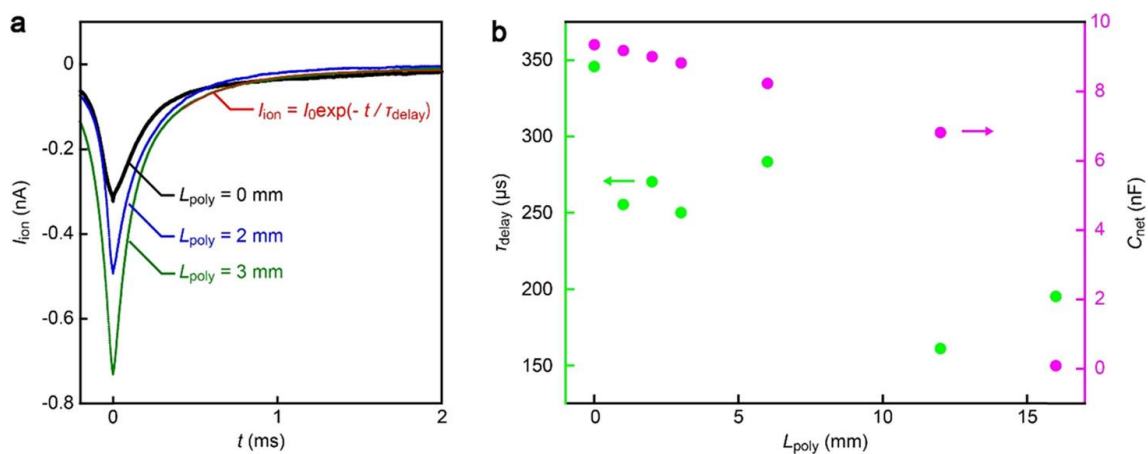 a
0
-0.2
-0.4
-0.6
-0.8
I_ion (nA)
0
1
2
t (ms)
I_ion = I_0exp(- t / τ_delay)
L_poly = 0 mm
L_poly = 2 mm
L_poly = 3 mm
b
350
300
250
200
150
τ_delay (μs)
0
5
10
15
L_poly (mm)
10
8
6
4
2
0
C_net (nF)